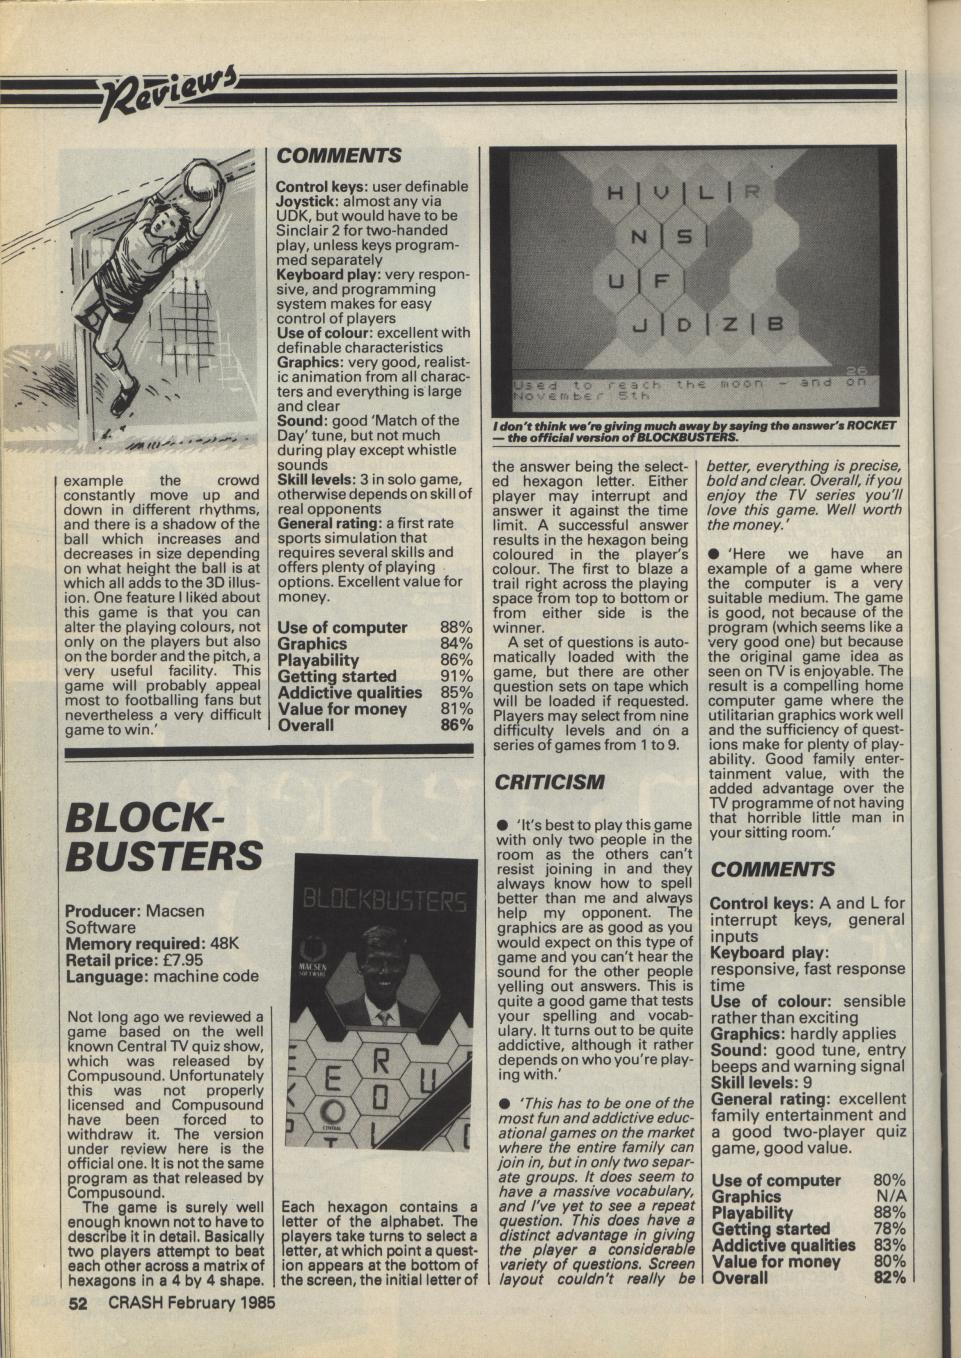 Reviews
example the crowd
constantly move up and
down in different rhythms,
and there is a shadow of the
ball which increases and
decreases in size depending
on what height the ball is at
which all adds to the 3D illus-
ion. One feature I liked about
this game is that you can
alter the playing colours, not
only on the players but also
on the border and the pitch, a
very useful facility. This
game will probably appeal
most to footballing fans but
nevertheless a very difficult
game to win.'
COMMENTS
Control keys: user definable
Joystick: almost any via
UDK, but would have to be
Sinclair 2 for two-handed
play, unless keys program-
med separately
Keyboard play: very respon-
sive, and programming
system makes for easy
control of players
Use of colour: excellent with
definable characteristics
Graphics: very good, realist-
ic animation from all charac-
ters and everything is large
and clear
Sound: good 'Match of the
Day' tune, but not much
during play except whistle
sounds
Skill levels: 3 in solo game,
otherwise depends on skill of
real opponents
General rating: a first rate
sports simulation that
requires several skills and
offers plenty of playing
options. Excellent value for
money.
Use of computer 88%
Graphics 84%
Playability 86%
Getting started 91%
Addictive qualities 85%
Value for money 81%
Overall 86%
BLOCK-
BUSTERS
Producer: Macsen
Software
Memory required: 48K
Retail price: £7.95
Language: machine code
Not long ago we reviewed a
game based on the well
known Central TV quiz show,
which was released by
Compusound. Unfortunately
this was not properly
licensed and Compusound
have been forced to
withdraw it. The version
under review here is the
official one. It is not the same
program as that released by
Compusound.
The game is surely well
enough known not to have to
describe it in detail. Basically
two players attempt to beat
each other across a matrix of
hexagons in a 4 by 4 shape.
BLOCKBUSTERS
MACSEN
SOFTWARE
E R
E U
K O
CENTRAL
P T L C
Each hexagon contains a
letter of the alphabet. The
players take turns to select a
letter, at which point a quest-
ion appears at the bottom of
the screen, the initial letter of
H V L R
N S
U F
J D Z B
26
Used to reach the moon - and on
November 5th
I don't think we're giving much away by saying the answer's ROCKET
— the official version of BLOCKBUSTERS.
the answer being the select-
ed hexagon letter. Either
player may interrupt and
answer it against the time
limit. A successful answer
results in the hexagon being
coloured in the player's
colour. The first to blaze a
trail right across the playing
space from top to bottom or
from either side is the
winner.
A set of questions is auto-
matically loaded with the
game, but there are other
question sets on tape which
will be loaded if requested.
Players may select from nine
difficulty levels and on a
series of games from 1 to 9.
CRITICISM
● 'It's best to play this game
with only two people in the
room as the others can't
resist joining in and they
always know how to spell
better than me and always
help my opponent. The
graphics are as good as you
would expect on this type of
game and you can't hear the
sound for the other people
yelling out answers. This is
quite a good game that tests
your spelling and vocab-
ulary. It turns out to be quite
addictive, although it rather
depends on who you're play-
ing with.'
● 'This has to be one of the
most fun and addictive educ-
ational games on the market
where the entire family can
join in, but in only two separ-
ate groups. It does seem to
have a massive vocabulary,
and I've yet to see a repeat
question. This does have a
distinct advantage in giving
the player a considerable
variety of questions. Screen
layout couldn't really be
better, everything is precise,
bold and clear. Overall, if you
enjoy the TV series you'll
love this game. Well worth
the money.'
● 'Here we have an
example of a game where
the computer is a very
suitable medium. The game
is good, not because of the
program (which seems like a
very good one) but because
the original game idea as
seen on TV is enjoyable. The
result is a compelling home
computer game where the
utilitarian graphics work well
and the sufficiency of quest-
ions make for plenty of play-
ability. Good family enter-
tainment value, with the
added advantage over the
TV programme of not having
that horrible little man in
your sitting room.'
COMMENTS
Control keys: A and L for
interrupt keys, general
inputs
Keyboard play:
responsive, fast response
time
Use of colour: sensible
rather than exciting
Graphics: hardly applies
Sound: good tune, entry
beeps and warning signal
Skill levels: 9
General rating: excellent
family entertainment and
a good two-player quiz
game, good value.
Use of computer 80%
Graphics N/A
Playability 88%
Getting started 78%
Addictive qualities 83%
Value for money 80%
Overall 82%
52 CRASH February 1985